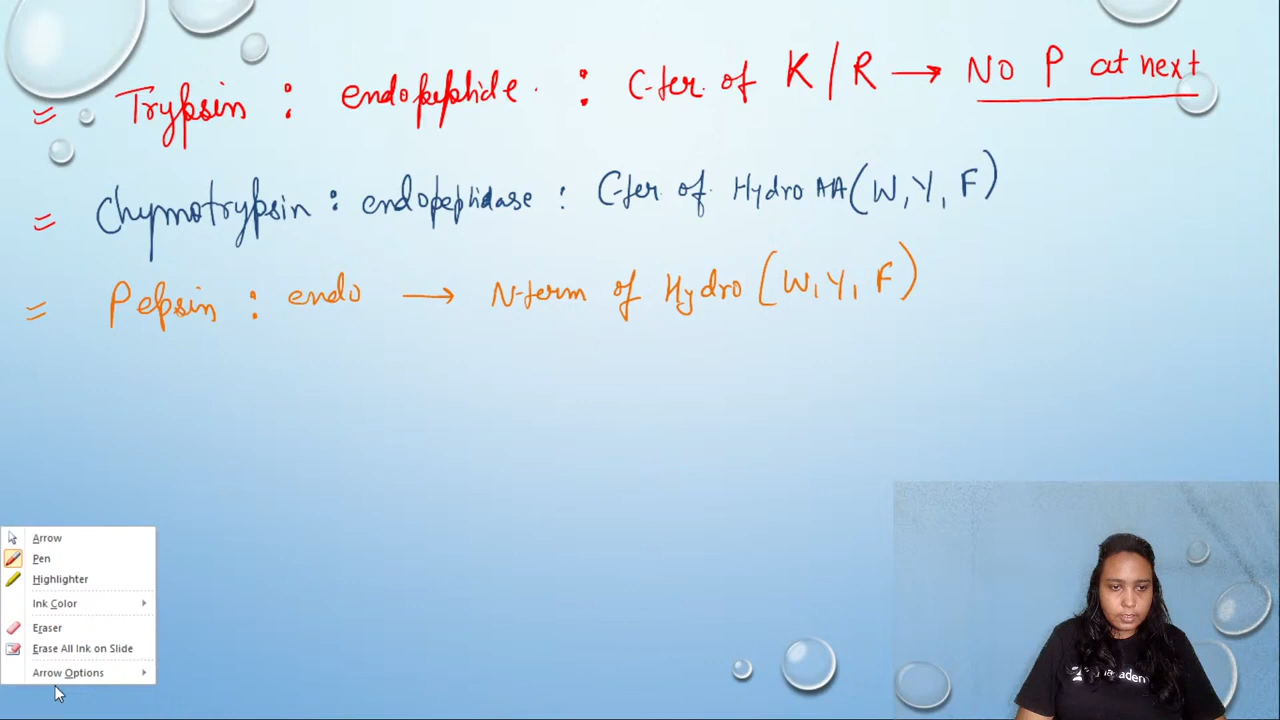 = Trypsin : endopeptide. : C-ter. of K/R → NO P at next
= Chymotrypsin : endopeptidase : C-ter. of Hydro AA (W, Y, F)
= Pepsin : endo → N-term of Hydro (W, Y, F)
Arrow
Pen
Highlighter
Ink Color
Eraser
Erase All Ink on Slide
Arrow Options